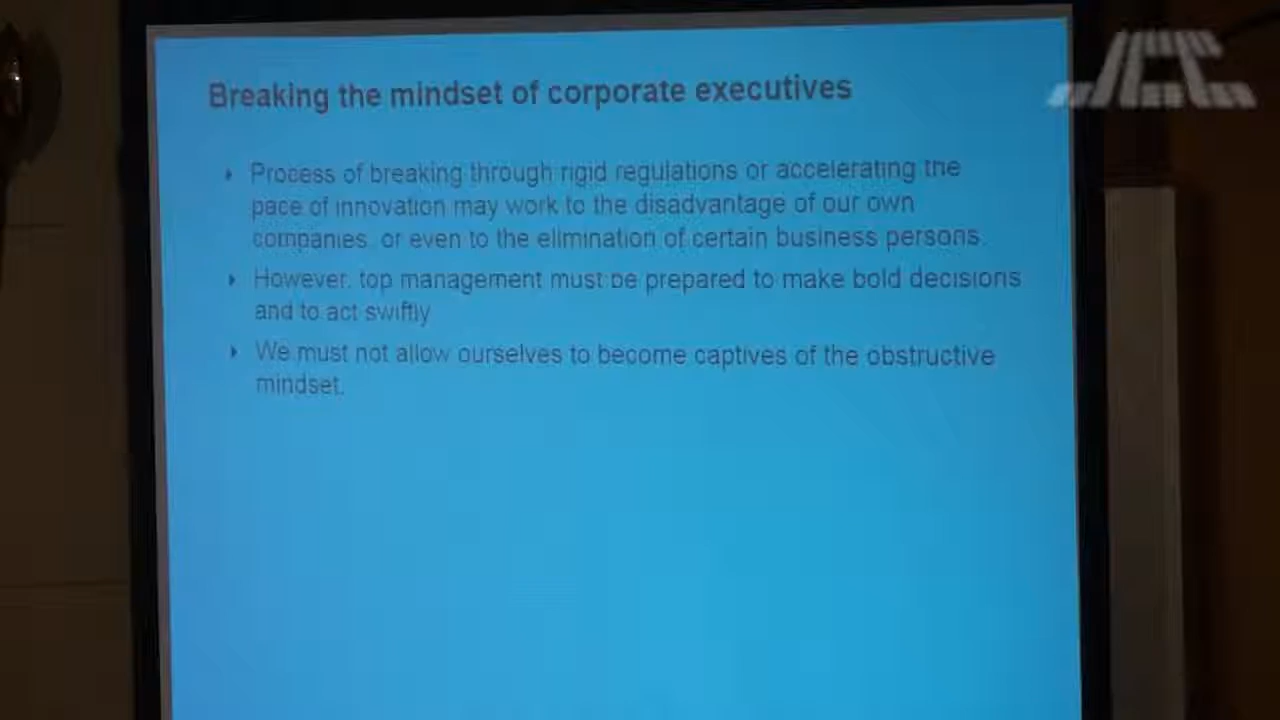 Breaking the mindset of corporate executives
Process of breaking through rigid regulations or accelerating the
pace of innovation may work to the disadvantage of our own
companies, or even to the elimination of certain business persons.
However, top management must be prepared to make bold decisions
and to act swiftly
We must not allow ourselves to become captives of the obstructive
mindset.